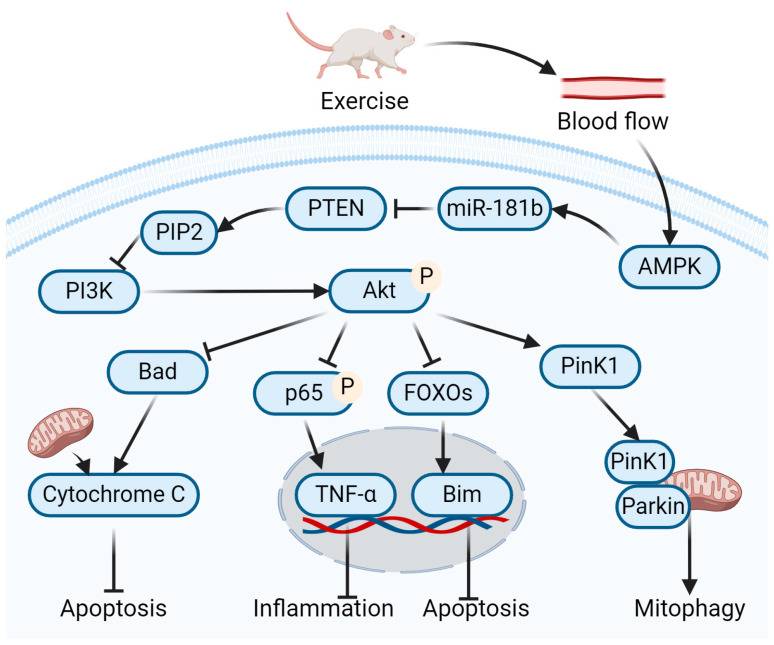 Exercise
Blood flow
PTEN
miR-181b
PIP2
AMPK
PI3K
Akt
P
Bad
p65
P
FOXOs
PinK1
Cytochrome C
TNF-α
Bim
PinK1
Parkin
Apoptosis
Inflammation
Apoptosis
Mitophagy